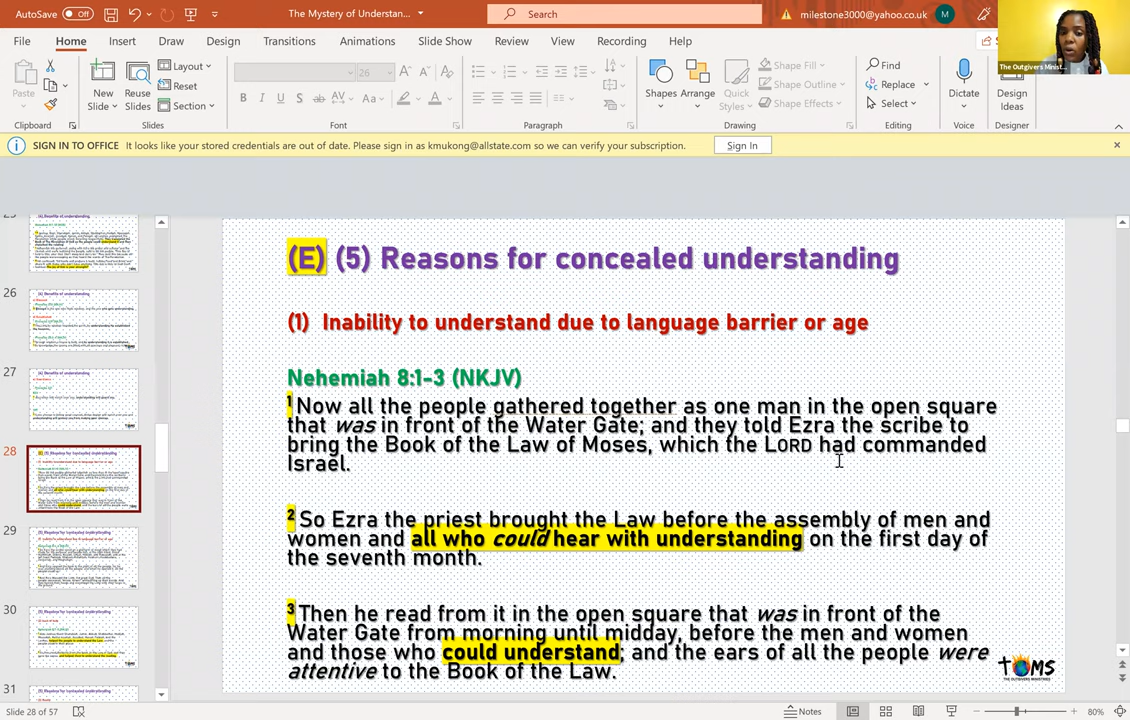 AutoSave Off The Mystery of Understan... Search milestone3000@yahoo.co.uk M
The Outgivers Minist...
File Home Insert Draw Design Transitions Animations Slide Show Review View Recording Help
Paste New Slide Reuse Slides Layout Reset Section 26 Shapes Arrange Quick Styles Shape Fill Shape Outline Shape Effects Find Replace Select Dictate Design Ideas
Clipboard Slides Font Paragraph Drawing Editing Voice Designer
SIGN IN TO OFFICE It looks like your stored credentials are out of date. Please sign in as kmukong@allstate.com so we can verify your subscription. Sign In
26
27
28
29
30
31
(E) (5) Reasons for concealed understanding
(1) Inability to understand due to language barrier or age
Nehemiah 8:1-3 (NKJV)
1 Now all the people gathered together as one man in the open square
that was in front of the Water Gate; and they told Ezra the scribe to
bring the Book of the Law of Moses, which the LORD had commanded
Israel.
2 So Ezra the priest brought the Law before the assembly of men and
women and all who could hear with understanding on the first day of
the seventh month.
3 Then he read from it in the open square that was in front of the
Water Gate from morning until midday, before the men and women
and those who could understand; and the ears of all the people were
attentive to the Book of the Law.
TOMS
THE OUTGIVERS MINISTRIES
Slide 28 of 57 Notes 80%